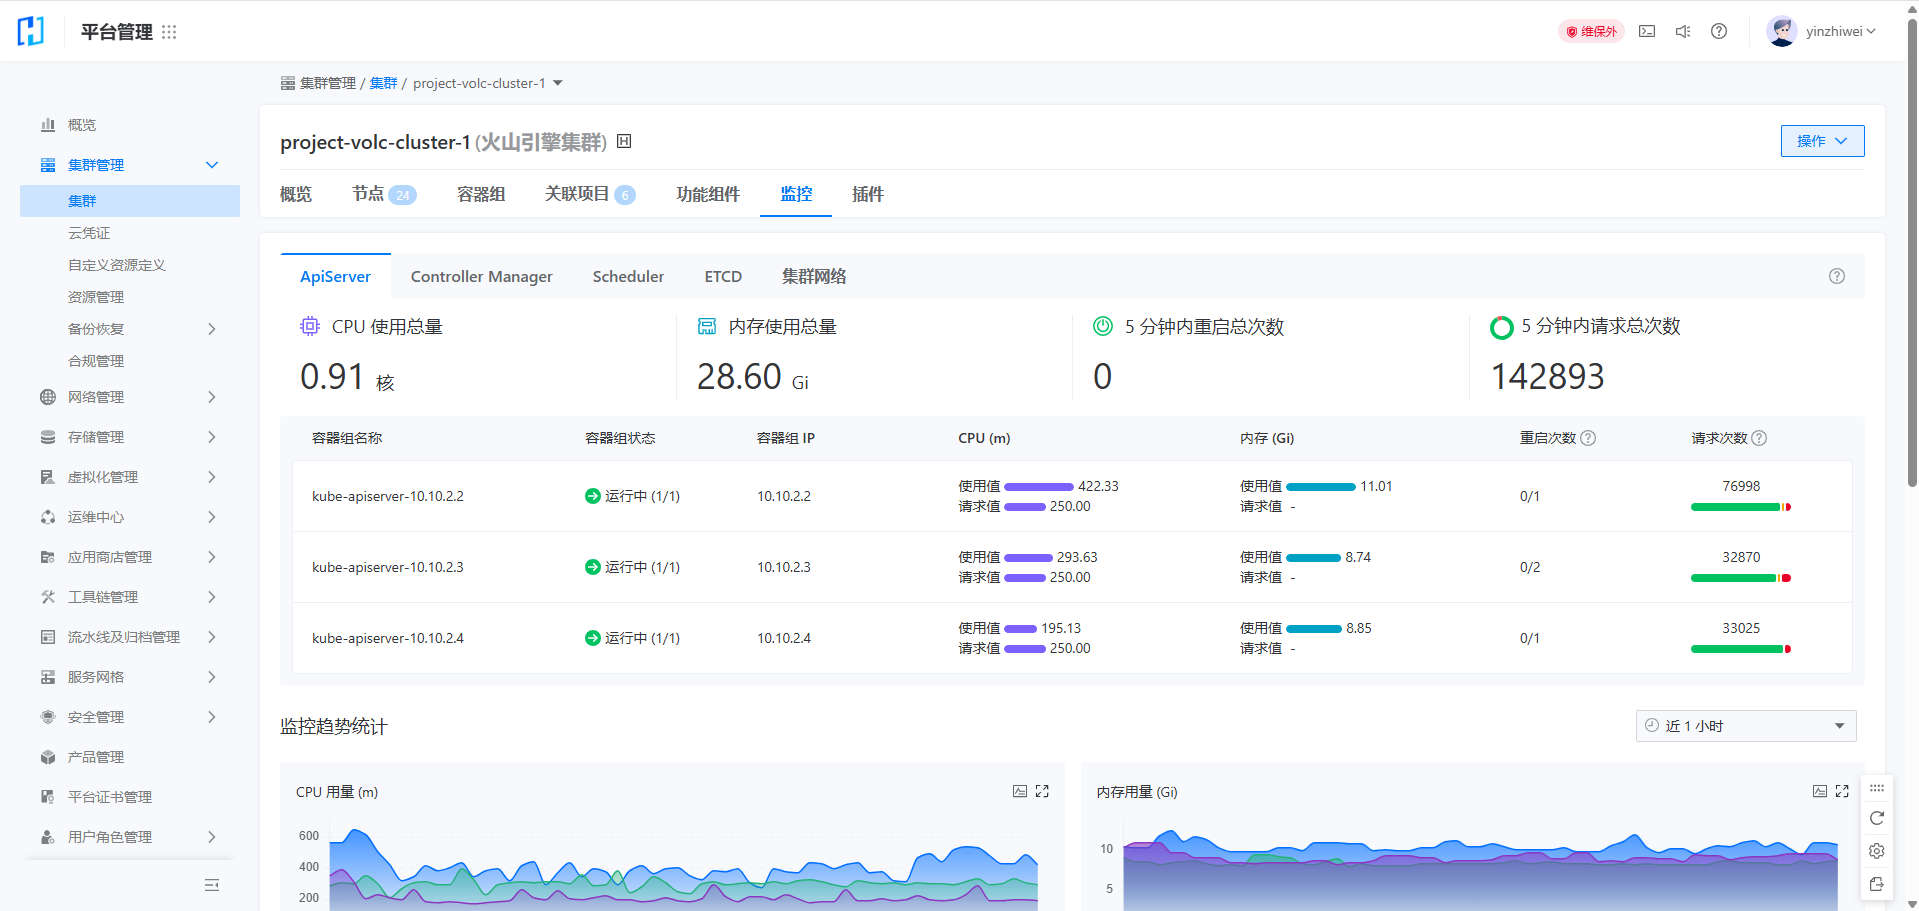 平台管理
维保外
yinzhiwei
集群管理 / 集群 / project-volc-cluster-1
概览
集群管理
集群
云凭证
自定义资源定义
资源管理
备份恢复
合规管理
网络管理
存储管理
虚拟化管理
运维中心
应用商店管理
工具链管理
流水线及归档管理
服务网格
安全管理
产品管理
平台证书管理
用户角色管理
project-volc-cluster-1 (火山引擎集群)
操作
概览 节点 24 容器组 关联项目 6 功能组件 监控 插件
ApiServer Controller Manager Scheduler ETCD 集群网络
CPU 使用总量 内存使用总量 5 分钟内重启总次数 5 分钟内请求总次数
0.91 核 28.60 Gi 0 142893
容器组名称 容器组状态 容器组 IP CPU (m) 内存 (Gi) 重启次数 请求次数
kube-apiserver-10.10.2.2 运行中 (1/1) 10.10.2.2 使用值 422.33 使用值 11.01 0/1 76998
请求值 250.00 请求值 -
kube-apiserver-10.10.2.3 运行中 (1/1) 10.10.2.3 使用值 293.63 使用值 8.74 0/2 32870
请求值 250.00 请求值 -
kube-apiserver-10.10.2.4 运行中 (1/1) 10.10.2.4 使用值 195.13 使用值 8.85 0/1 33025
请求值 250.00 请求值 -
监控趋势统计
近 1 小时
CPU 用量 (m)
600
400
200
内存用量 (Gi)
10
5